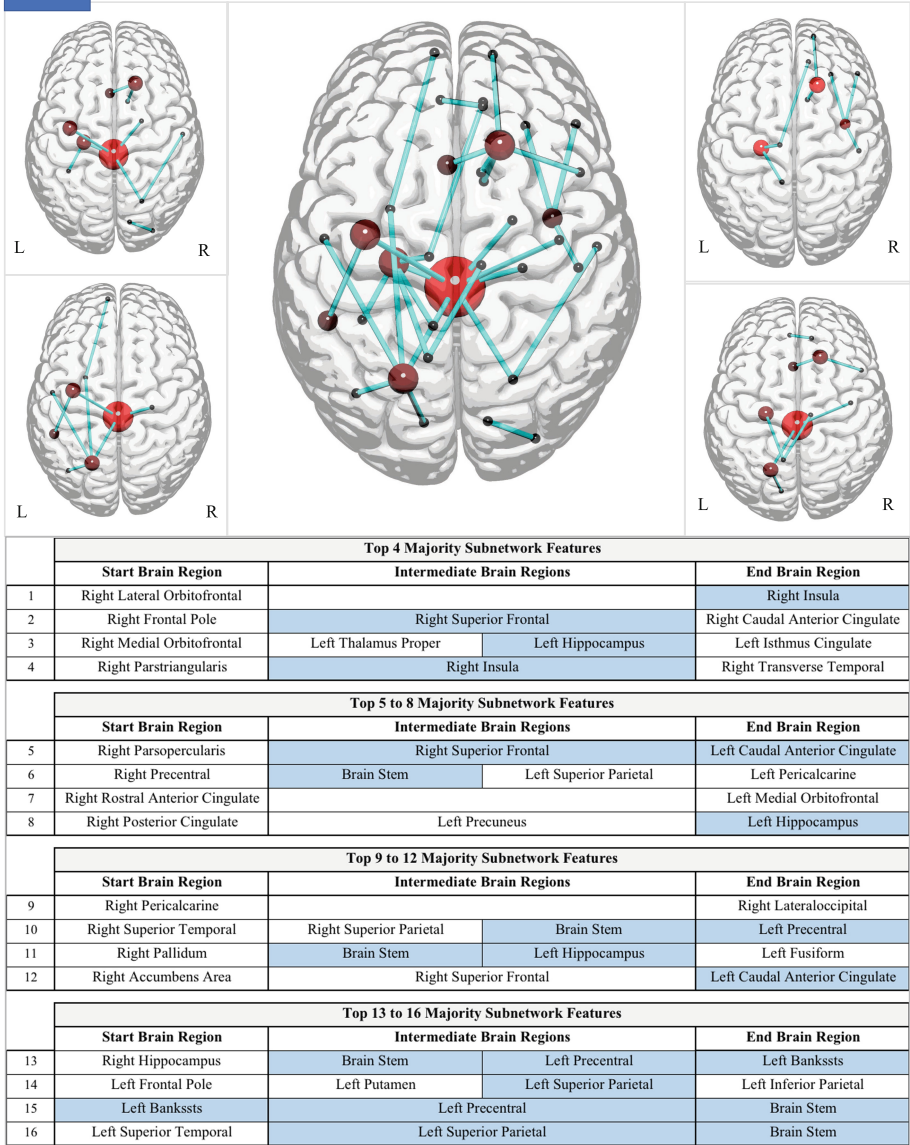 L
R
L
R
L
R
L
R
Top 4 Majority Subnetwork Features
Start Brain Region Intermediate Brain Regions End Brain Region
1 Right Lateral Orbitofrontal Right Insula
2 Right Frontal Pole Right Superior Frontal Right Caudal Anterior Cingulate
3 Right Medial Orbitofrontal Left Thalamus Proper Left Hippocampus Left Isthmus Cingulate
4 Right Parstriangularis Right Insula Right Transverse Temporal
Top 5 to 8 Majority Subnetwork Features
Start Brain Region Intermediate Brain Regions End Brain Region
5 Right Parsopercularis Right Superior Frontal Left Caudal Anterior Cingulate
6 Right Precentral Brain Stem Left Superior Parietal Left Pericalcarine
7 Right Rostral Anterior Cingulate Left Medial Orbitofrontal
8 Right Posterior Cingulate Left Precuneus Left Hippocampus
Top 9 to 12 Majority Subnetwork Features
Start Brain Region Intermediate Brain Regions End Brain Region
9 Right Pericalcarine Right Lateraloccipital
10 Right Superior Temporal Right Superior Parietal Brain Stem Left Precentral
11 Right Pallidum Brain Stem Left Hippocampus Left Fusiform
12 Right Accumbens Area Right Superior Frontal Left Caudal Anterior Cingulate
Top 13 to 16 Majority Subnetwork Features
Start Brain Region Intermediate Brain Regions End Brain Region
13 Right Hippocampus Brain Stem Left Precentral Left Bankssts
14 Left Frontal Pole Left Putamen Left Superior Parietal Left Inferior Parietal
15 Left Bankssts Left Precentral Brain Stem
16 Left Superior Temporal Left Superior Parietal Brain Stem